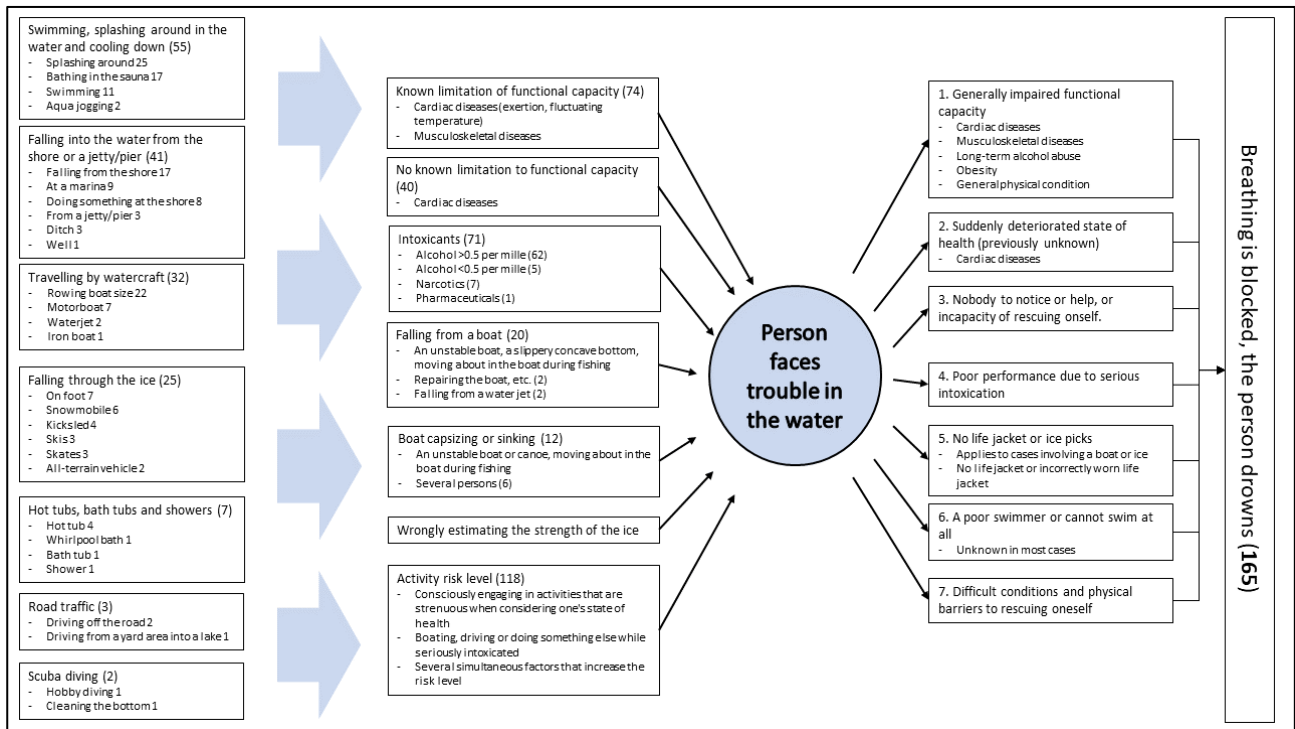 Swimming, splashing around in the
water and cooling down (55)
- Splashing around 25
- Bathing in the sauna 17
- Swimming 11
- Aqua jogging 2
Falling into the water from the
shore or a jetty/pier (41)
- Falling from the shore 17
- At a marina 9
- Doing something at the shore 8
- From a jetty/pier 3
- Ditch 3
- Well 1
Travelling by watercraft (32)
- Rowing boat size 22
- Motorboat 7
- Waterjet 2
- Iron boat 1
Falling through the ice (25)
- On foot 7
- Snowmobile 6
- Kicksled 4
- Skis 3
- Skates 3
- All-terrain vehicle 2
Hot tubs, bath tubs and showers (7)
- Hot tub 4
- Whirlpool bath 1
- Bath tub 1
- Shower 1
Road traffic (3)
- Driving off the road 2
- Driving from a yard area into a lake 1
Scuba diving (2)
- Hobby diving 1
- Cleaning the bottom 1
Known limitation of functional capacity (74)
- Cardiac diseases (exertion, fluctuating
temperature)
- Musculoskeletal diseases
No known limitation to functional capacity
(40)
- Cardiac diseases
Intoxicants (71)
- Alcohol >0.5 per mille (62)
- Alcohol <0.5 per mille (5)
- Narcotics (7)
- Pharmaceuticals (1)
Falling from a boat (20)
- An unstable boat, a slippery concave bottom,
moving about in the boat during fishing
- Repairing the boat, etc. (2)
- Falling from a water jet (2)
Boat capsizing or sinking (12)
- An unstable boat or canoe, moving about in the
boat during fishing
- Several persons (6)
Wrongly estimating the strength of the ice
Activity risk level (118)
- Consciously engaging in activities that are
strenuous when considering one's state of
health
- Boating, driving or doing something else while
seriously intoxicated
- Several simultaneous factors that increase the
risk level
Person
faces
trouble in
the water
1. Generally impaired functional
capacity
- Cardiac diseases
- Musculoskeletal diseases
- Long-term alcohol abuse
- Obesity
- General physical condition
2. Suddenly deteriorated state of
health (previously unknown)
- Cardiac diseases
3. Nobody to notice or help, or
incapacity of rescuing onself.
4. Poor performance due to serious
intoxication
5. No life jacket or ice picks
- Applies to cases involving a boat or ice
- No life jacket or incorrectly worn life
jacket
6. A poor swimmer or cannot swim at
all
- Unknown in most cases
7. Difficult conditions and physical
barriers to rescuing oneself
Breathing is blocked, the person drowns (165)